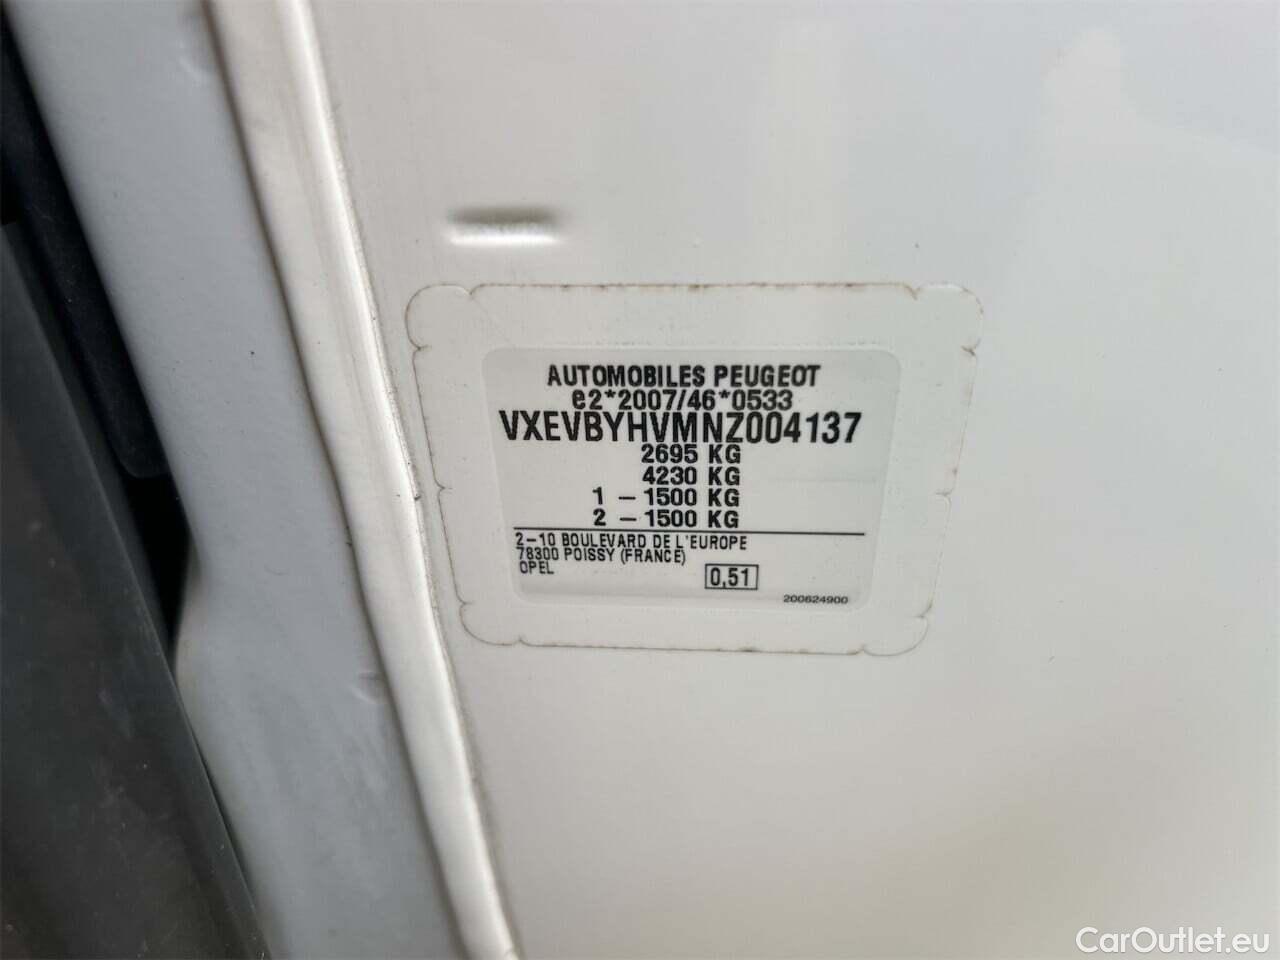 AUTOMOBILES PEUGEOT
e2*2007/46*0533
VXEVBYHVMNZ004137
2695 KG
4230 KG
1 – 1500 KG
2 – 1500 KG
2–10 BOULEVARD DE L'EUROPE
78300 POISSY (FRANCE)
OPEL
0,51
200624900
CarOutlet.eu